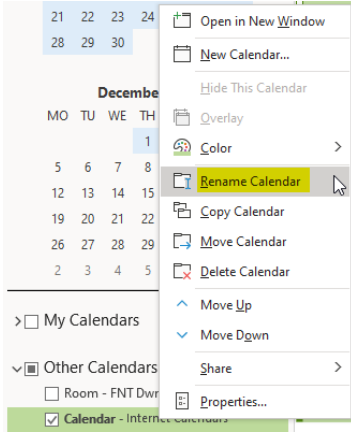 21 22 23 24
28 29 30
Decembe
MO TU WE TH
1
5 6 7 8
12 13 14 15
19 20 21 22
26 27 28 29
2 3 4 5
> My Calendars
Other Calendars
Room - FNT Dwr
Calendar - Internet Calendars
Open in New Window
New Calendar...
Hide This Calendar
Overlay
Color >
Rename Calendar
Copy Calendar
Move Calendar
Delete Calendar
Move Up
Move Down
Share >
Properties...